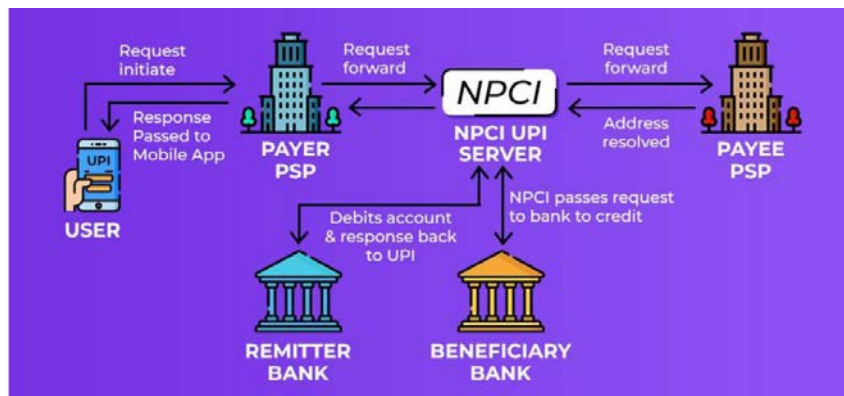 Request
initiate
Request
forward
Request
forward
NPCI
Response
Passed to
Mobile App
Address
resolved
UPI
PAYER
PSP
NPCI UPI
SERVER
PAYEE
PSP
USER
Debits account
& response back
to UPI
NPCI passes request
to bank to credit
REMITTER
BANK
BENEFICIARY
BANK